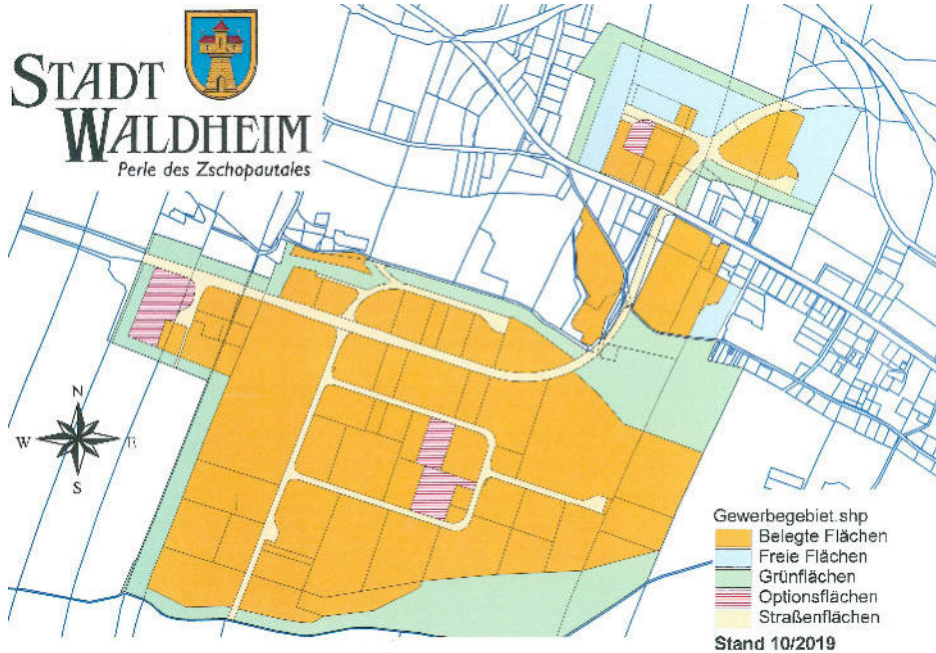 STADT
WALDHEIM
Perle des Zschopautales
N
W E
S
Gewerbegebiet.shp
Belegte Flächen
Freie Flächen
Grünflächen
Optionsflächen
Straßenflächen
Stand 10/2019